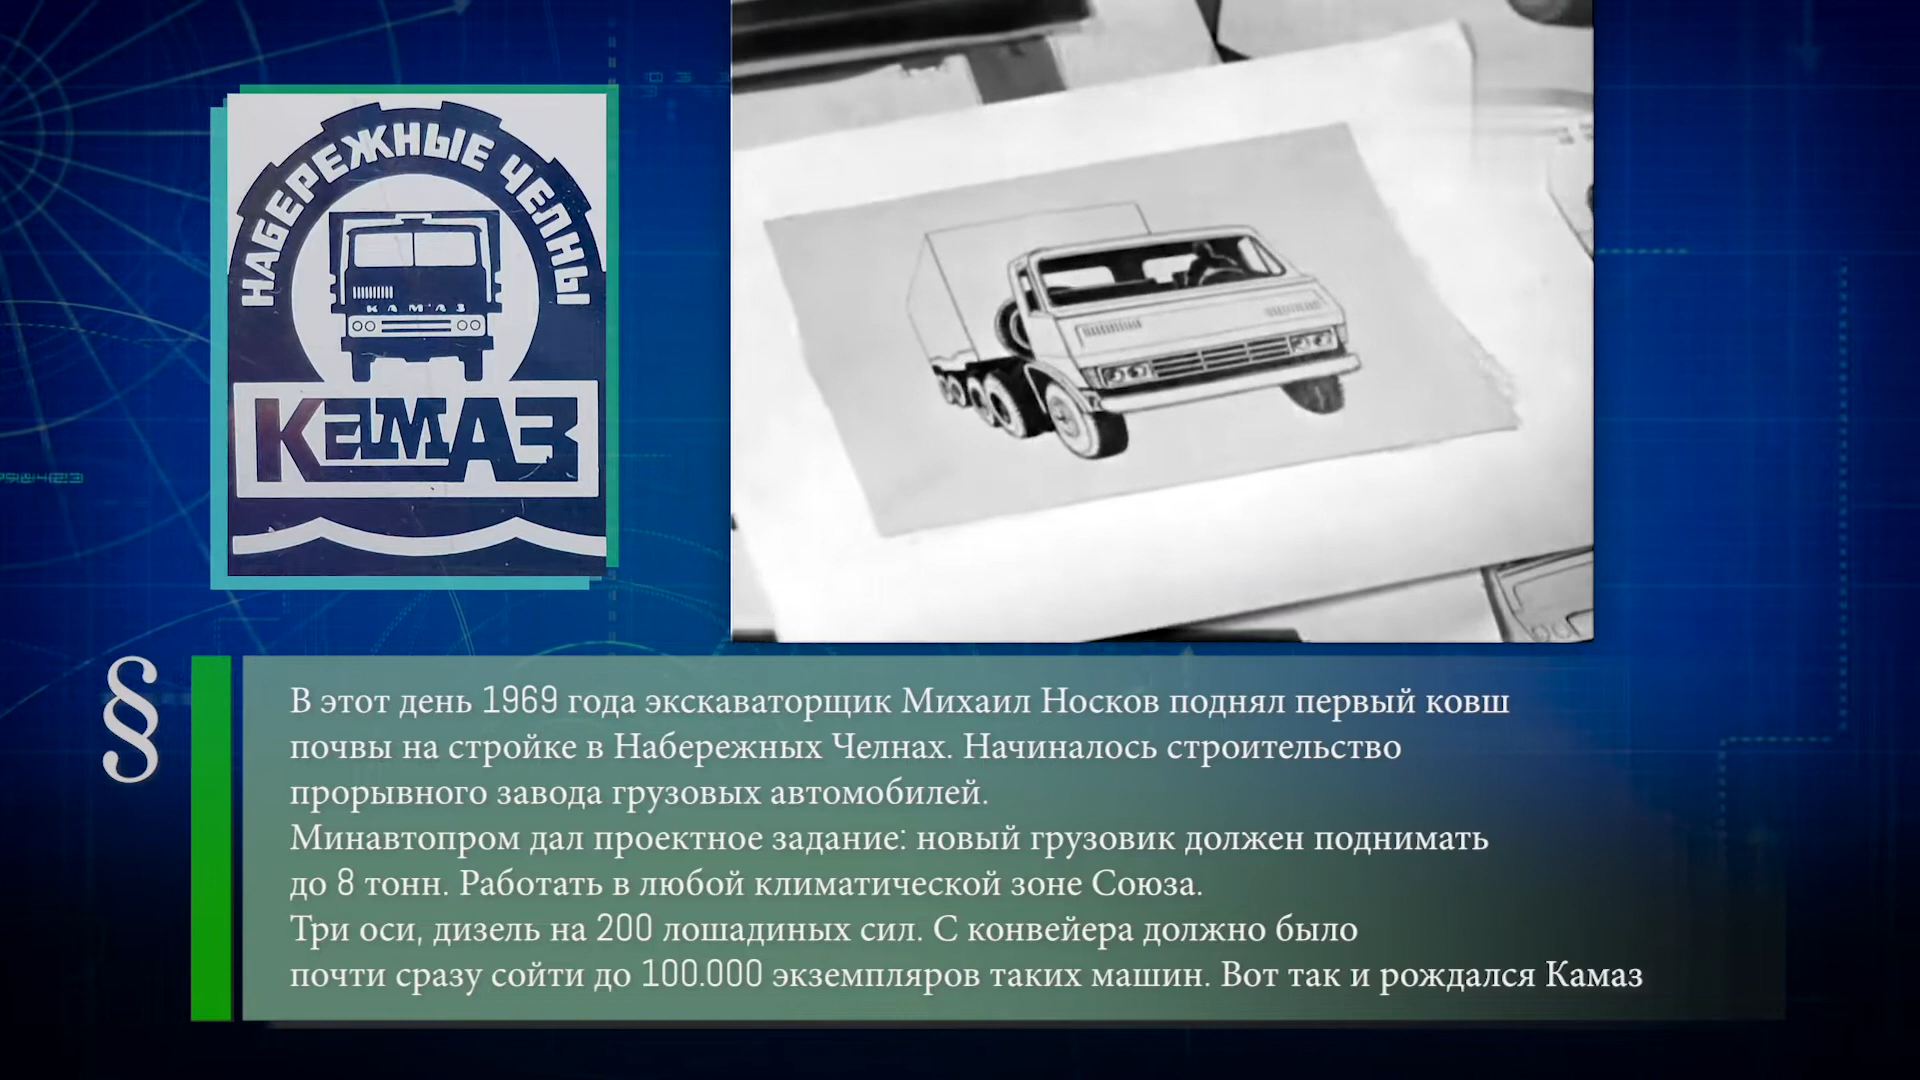 НАБЕРЕЖНЫЕ ЧЕЛНЫ
КАМАЗ
КАМАЗ
§
В этот день 1969 года экскаваторщик Михаил Носков поднял первый ковш
почвы на стройке в Набережных Челнах. Начиналось строительство
прорывного завода грузовых автомобилей.
Минавтопром дал проектное задание: новый грузовик должен поднимать
до 8 тонн. Работать в любой климатической зоне Союза.
Три оси, дизель на 200 лошадиных сил. С конвейера должно было
почти сразу сойти до 100.000 экземпляров таких машин. Вот так и рождался Камаз